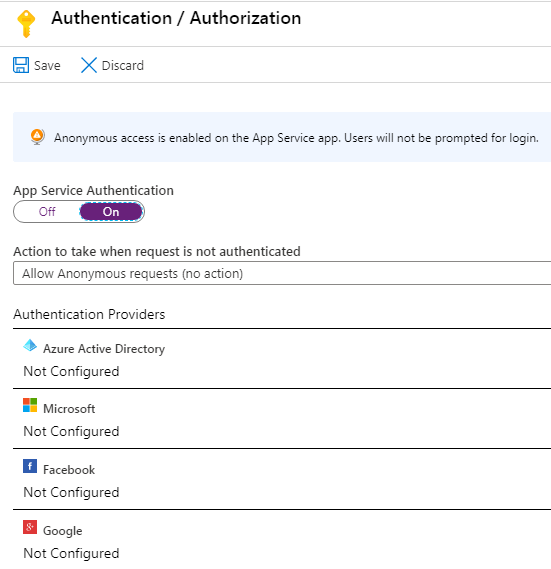 Authentication / Authorization
Save
Discard
Anonymous access is enabled on the App Service app. Users will not be prompted for login.
App Service Authentication
Off
On
Action to take when request is not authenticated
Allow Anonymous requests (no action)
Authentication Providers
Azure Active Directory
Not Configured
Microsoft
Not Configured
Facebook
Not Configured
Google
Not Configured